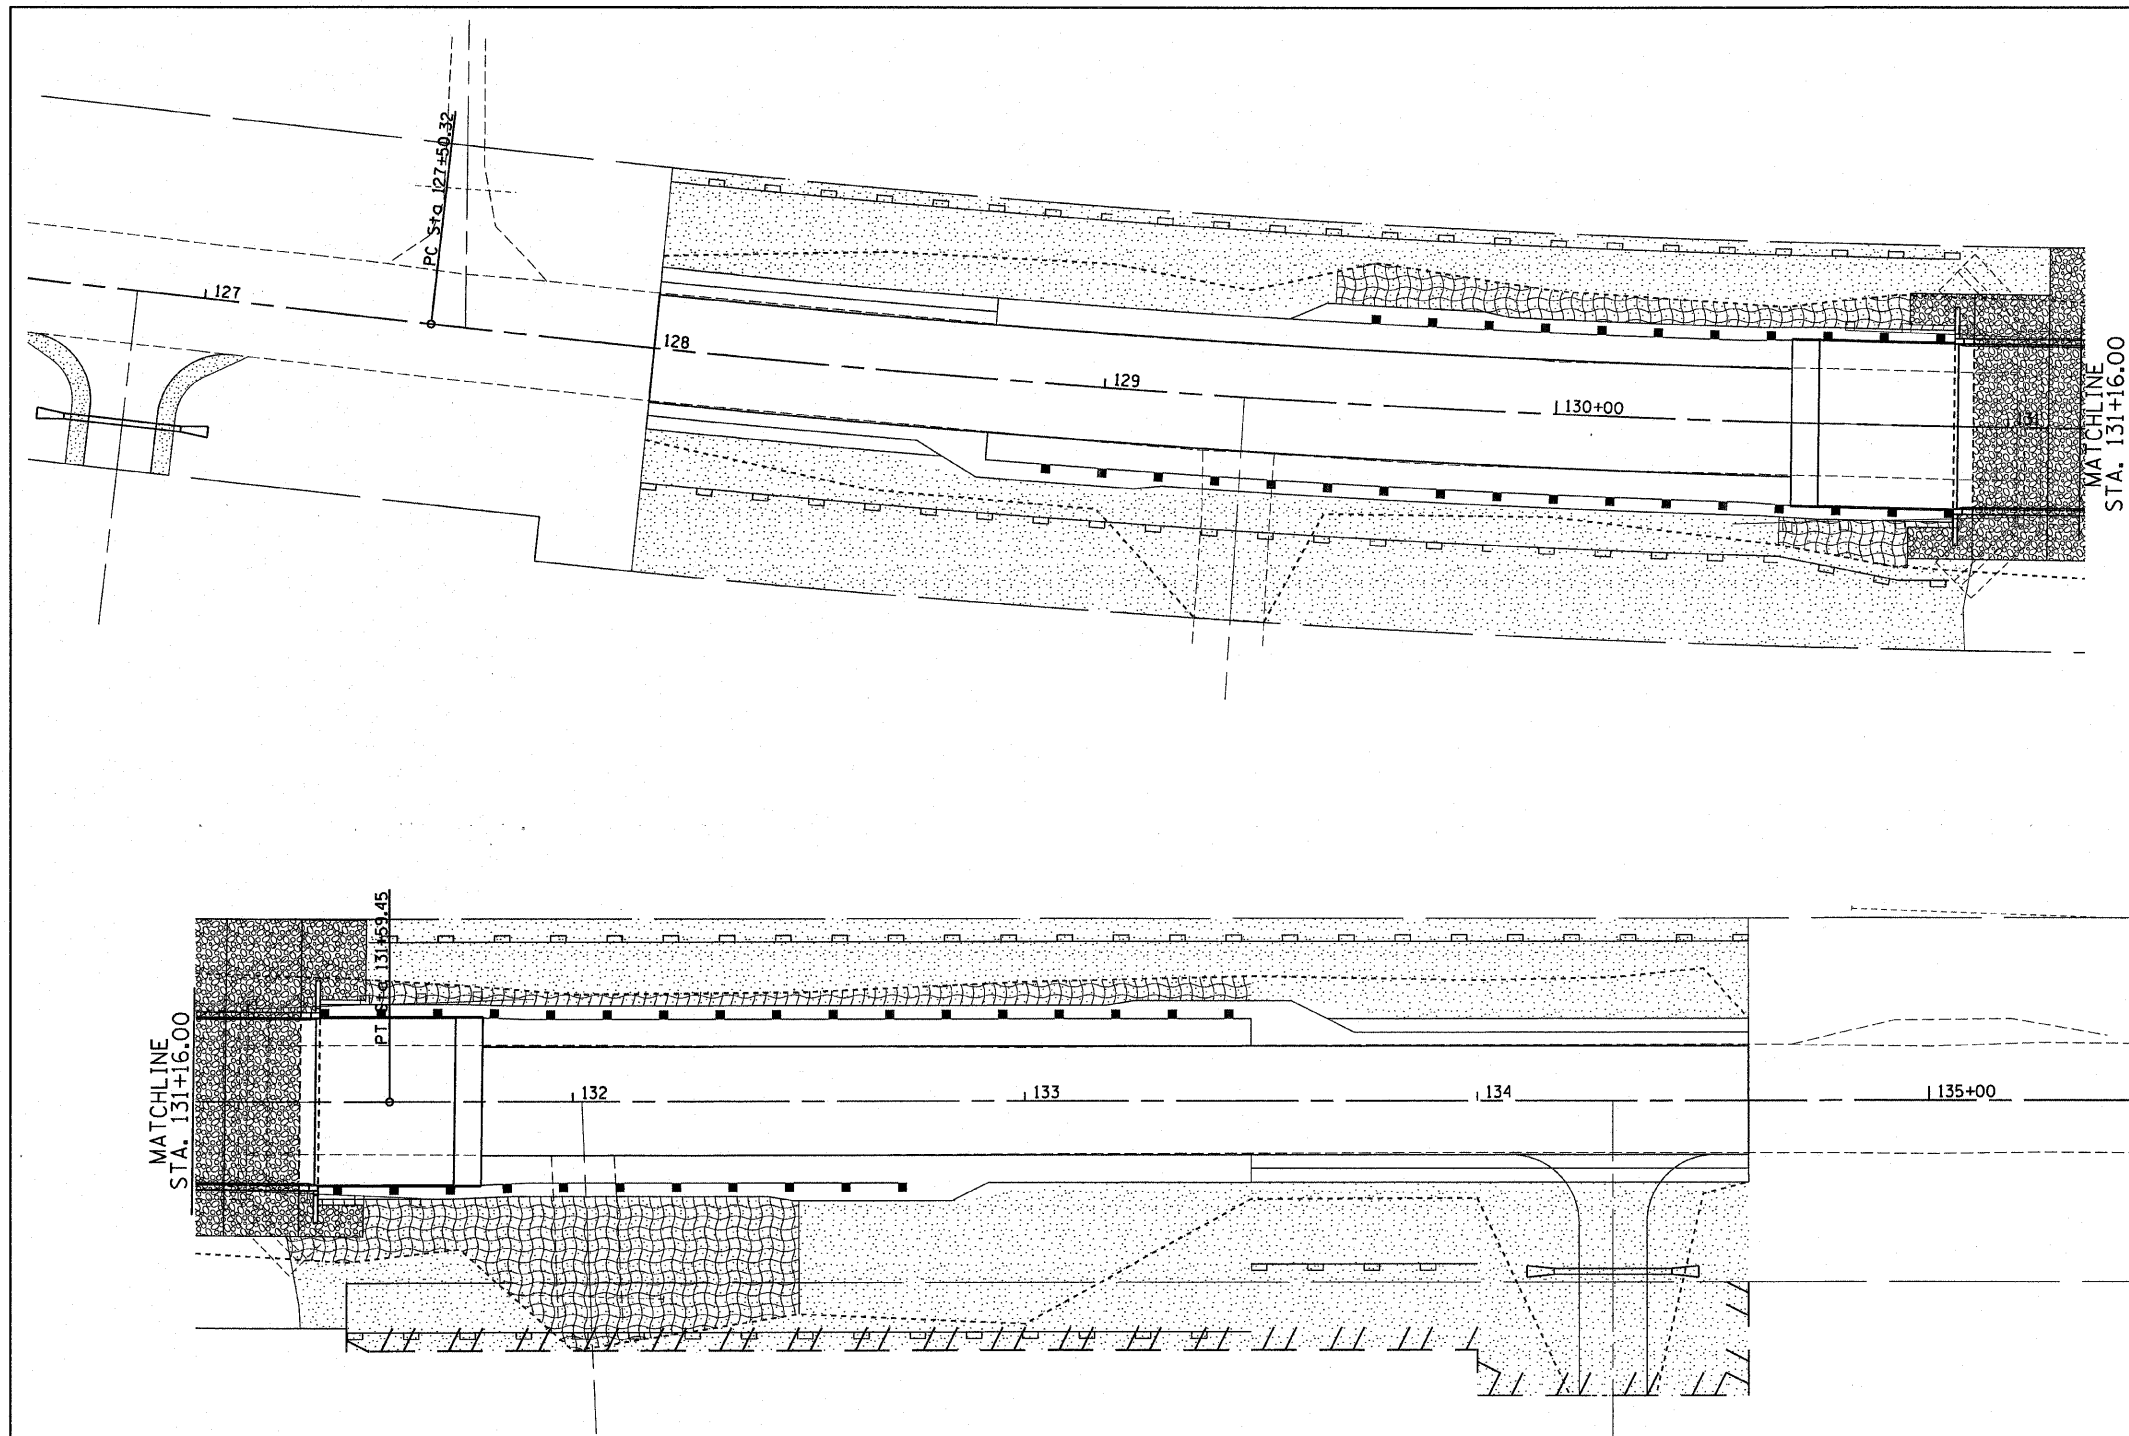 PC Sta 127+50.32
127
128
129
130+00
131
MATCHLINE
STA. 131+16.00
PT Sta 131+59.45
MATCHLINE
STA. 131+16.00
132
133
134
135+00